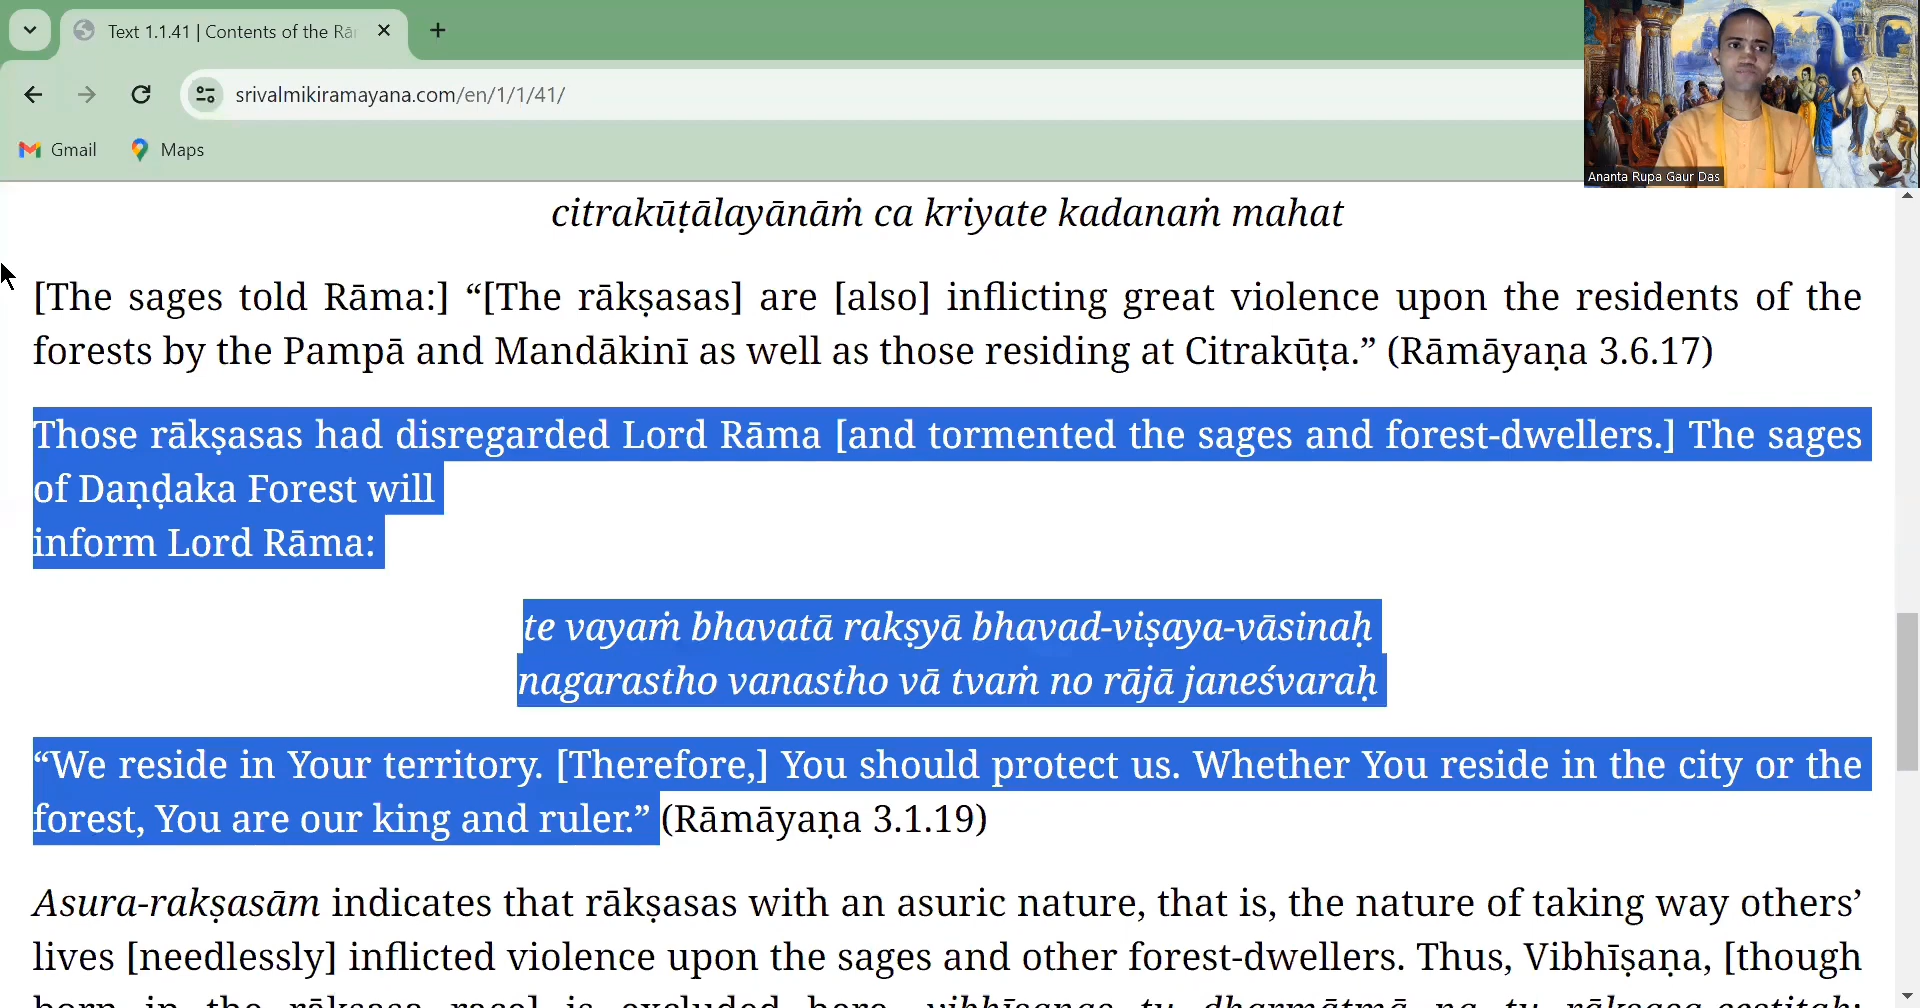 Text 1.1.41 | Contents of the Rā
srivalmikiramayana.com/en/1/1/41/
Gmail
Maps
Ananta Rupa Gaur Das
citrakūṭālayānāṁ ca kriyate kadanaṁ mahat
[The sages told Rāma:] “[The rākṣasas] are [also] inflicting great violence upon the residents of the
forests by the Pampā and Mandākinī as well as those residing at Citrakūṭa.” (Rāmāyaṇa 3.6.17)
Those rākṣasas had disregarded Lord Rāma [and tormented the sages and forest-dwellers.] The sages
of Daṇḍaka Forest will
inform Lord Rāma:
te vayaṁ bhavatā rakṣyā bhavad-viṣaya-vāsinaḥ
nagarastho vanastho vā tvaṁ no rājā janeśvaraḥ
“We reside in Your territory. [Therefore,] You should protect us. Whether You reside in the city or the
forest, You are our king and ruler.” (Rāmāyaṇa 3.1.19)
Asura-rakṣasām indicates that rākṣasas with an asuric nature, that is, the nature of taking way others’
lives [needlessly] inflicted violence upon the sages and other forest-dwellers. Thus, Vibhīṣaṇa, [though
born in the rākṣasa race] is excluded here. vibhīṣaṇas tu dharmātmā na tu rākṣasa-ceṣṭitaḥ: